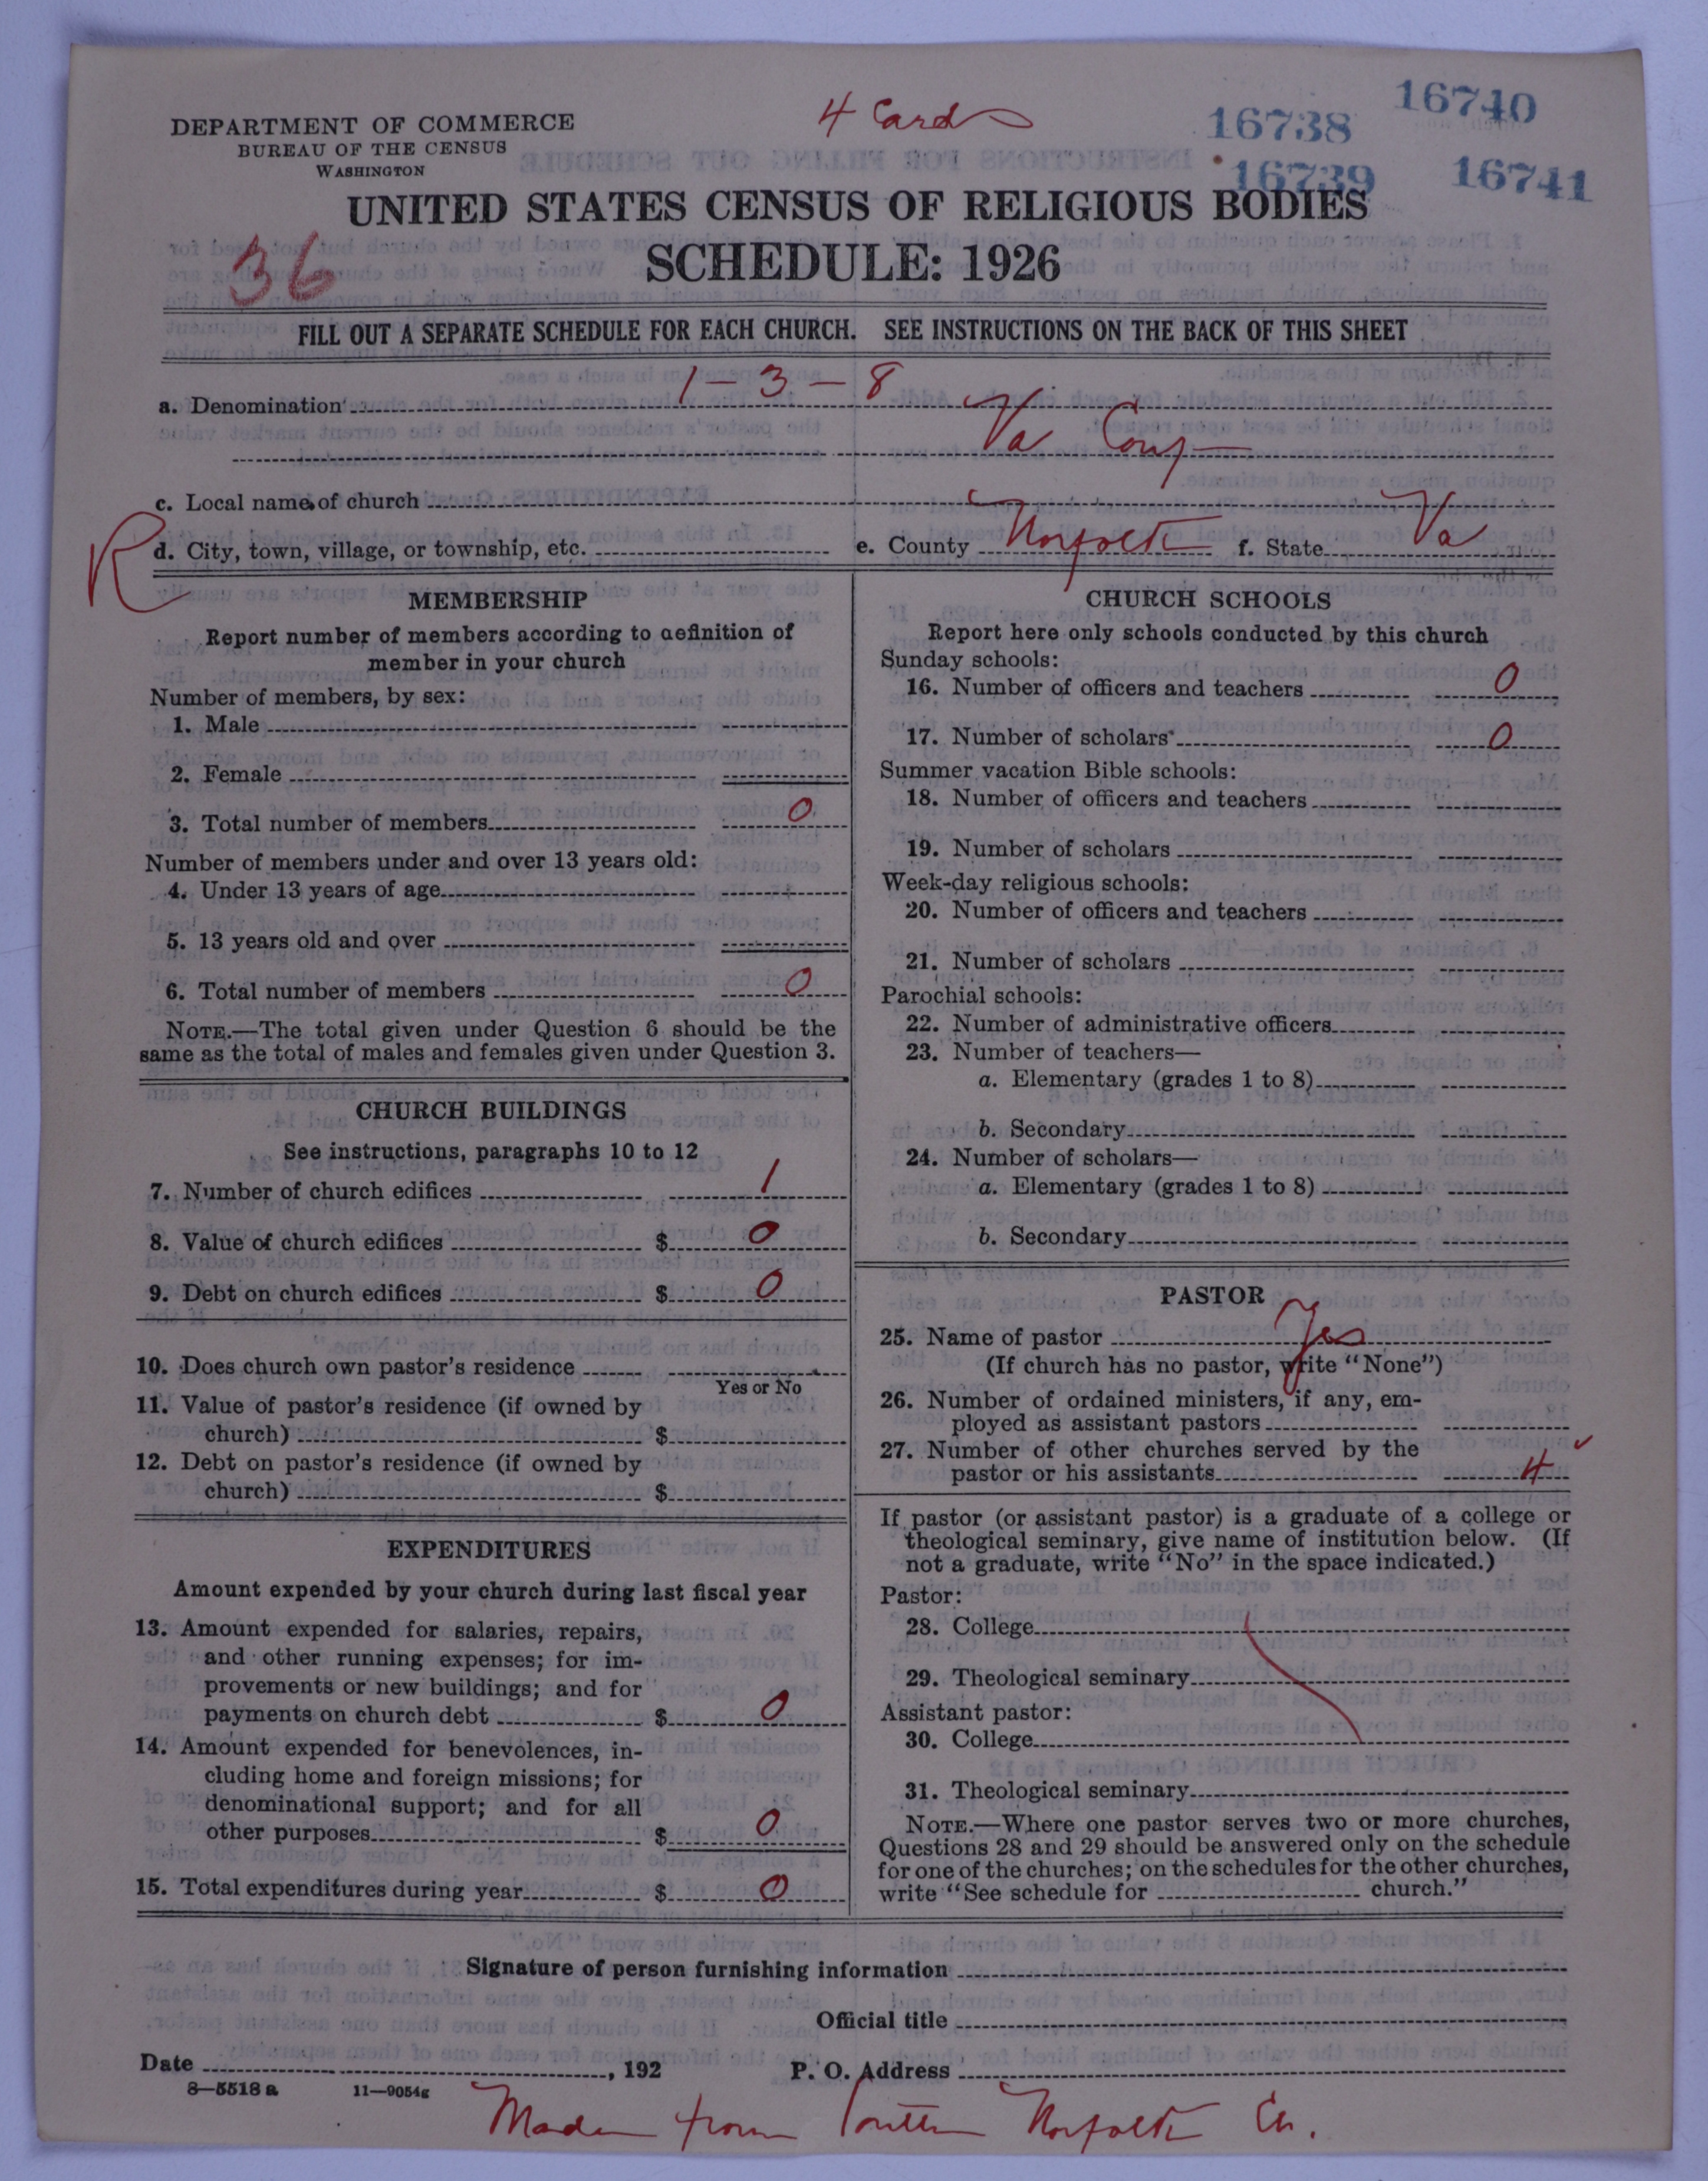 DEPARTMENT OF COMMERCE
BUREAU OF THE CENSUS
WASHINGTON
4 Cards
16738
16740
16739
16741
UNITED STATES CENSUS OF RELIGIOUS BODIES
SCHEDULE: 1926
36
FILL OUT A SEPARATE SCHEDULE FOR EACH CHURCH. SEE INSTRUCTIONS ON THE BACK OF THIS SHEET
a. Denomination 1-3-8
Va Conf
c. Local name of church
R
d. City, town, village, or township, etc. e. County Norfolk f. State Va
MEMBERSHIP
Report number of members according to definition of
member in your church
Number of members, by sex:
1. Male
2. Female
3. Total number of members 0
Number of members under and over 13 years old:
4. Under 13 years of age
5. 13 years old and over
6. Total number of members 0
NOTE.—The total given under Question 6 should be the
same as the total of males and females given under Question 3.
CHURCH BUILDINGS
See instructions, paragraphs 10 to 12
7. Number of church edifices 1
8. Value of church edifices $ 0
9. Debt on church edifices $ 0
10. Does church own pastor's residence
Yes or No
11. Value of pastor's residence (if owned by
church) $
12. Debt on pastor's residence (if owned by
church) $
EXPENDITURES
Amount expended by your church during last fiscal year
13. Amount expended for salaries, repairs,
and other running expenses; for im-
provements or new buildings; and for
payments on church debt $ 0
14. Amount expended for benevolences, in-
cluding home and foreign missions; for
denominational support; and for all
other purposes $ 0
15. Total expenditures during year $ 0
CHURCH SCHOOLS
Report here only schools conducted by this church
Sunday schools:
16. Number of officers and teachers 0
17. Number of scholars 0
Summer vacation Bible schools:
18. Number of officers and teachers
19. Number of scholars
Week-day religious schools:
20. Number of officers and teachers
21. Number of scholars
Parochial schools:
22. Number of administrative officers
23. Number of teachers—
a. Elementary (grades 1 to 8)
b. Secondary
24. Number of scholars—
a. Elementary (grades 1 to 8)
b. Secondary
PASTOR
25. Name of pastor Yes
(If church has no pastor, write "None")
26. Number of ordained ministers, if any, em-
ployed as assistant pastors
27. Number of other churches served by the
pastor or his assistants 4
If pastor (or assistant pastor) is a graduate of a college or
theological seminary, give name of institution below. (If
not a graduate, write "No" in the space indicated.)
Pastor:
28. College
29. Theological seminary
Assistant pastor:
30. College
31. Theological seminary
NOTE.—Where one pastor serves two or more churches,
Questions 28 and 29 should be answered only on the schedule
for one of the churches; on the schedules for the other churches,
write "See schedule for church."
Signature of person furnishing information
Official title
Date , 192 P. O. Address
8—5518 a 11—9054g
Made from South Norfolk Ch.